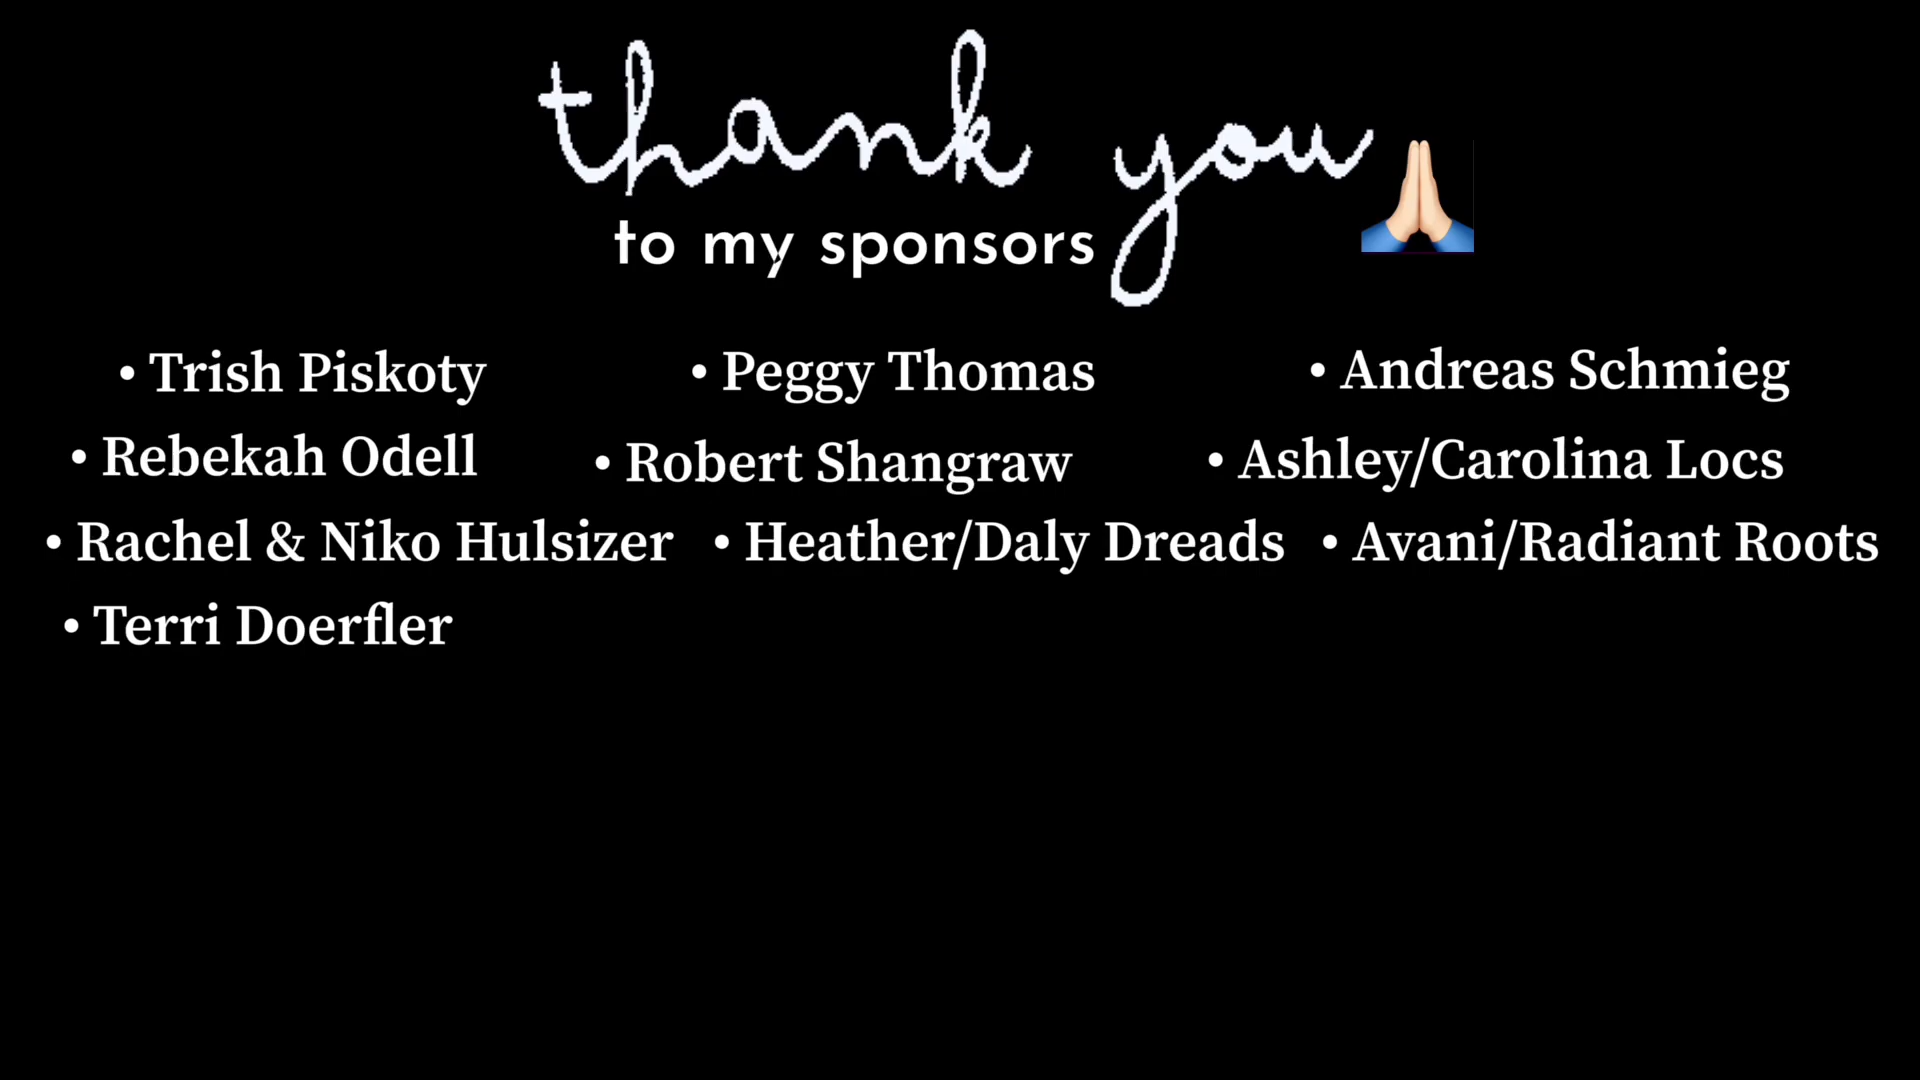 thank you
to my sponsors
• Trish Piskoty • Peggy Thomas • Andreas Schmieg
• Rebekah Odell • Robert Shangraw • Ashley/Carolina Locs
• Rachel & Niko Hulsizer • Heather/Daly Dreads • Avani/Radiant Roots
• Terri Doerfler